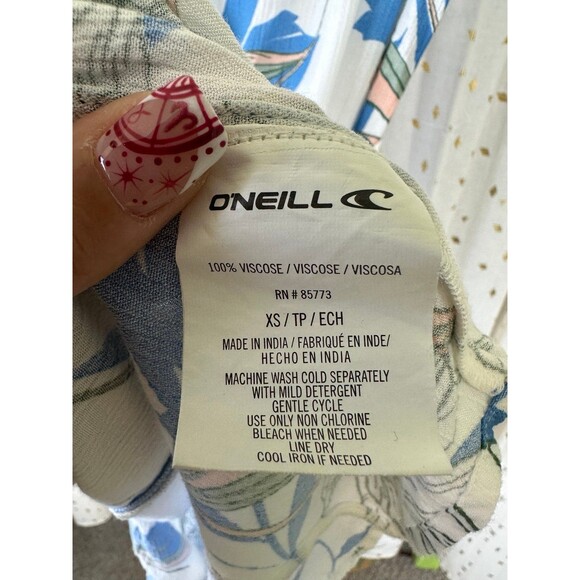 O'NEILL
100% VISCOSE / VISCOSE / VISCOSA
RN # 85773
XS / TP / ECH
MADE IN INDIA / FABRIQUÉ EN INDE/
HECHO EN INDIA
MACHINE WASH COLD SEPARATELY
WITH MILD DETERGENT
GENTLE CYCLE
USE ONLY NON CHLORINE
BLEACH WHEN NEEDED
LINE DRY
COOL IRON IF NEEDED